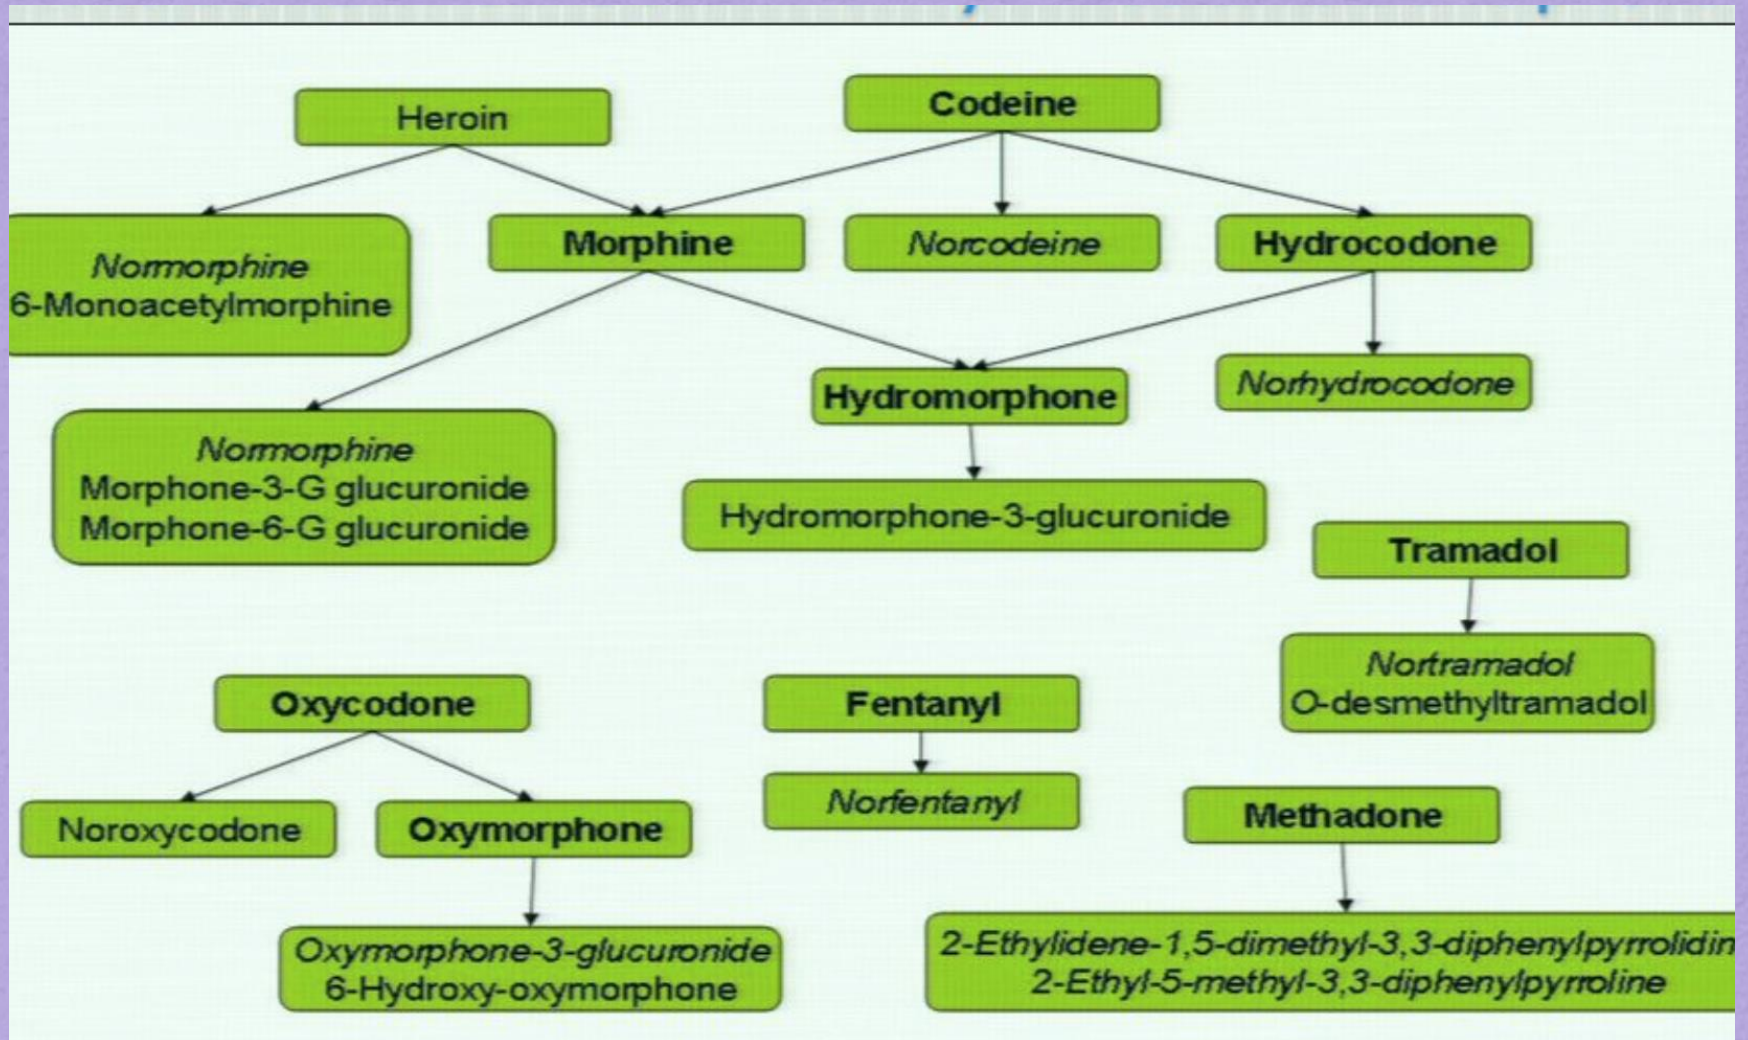 Heroin
Codeine
Normorphine
6-Monoacetylmorphine
Morphine
Norcodeine
Hydrocodone
Normorphine
Morphone-3-G glucuronide
Morphone-6-G glucuronide
Hydromorphone
Norhydrocodone
Hydromorphone-3-glucuronide
Tramadol
Nortramadol
O-desmethyltramadol
Oxycodone
Fentanyl
Noroxycodone
Oxymorphone
Norfentanyl
Methadone
Oxymorphone-3-glucuronide
6-Hydroxy-oxymorphone
2-Ethylidene-1,5-dimethyl-3,3-diphenylpyrrolidin
2-Ethyl-5-methyl-3,3-diphenylpyrroline